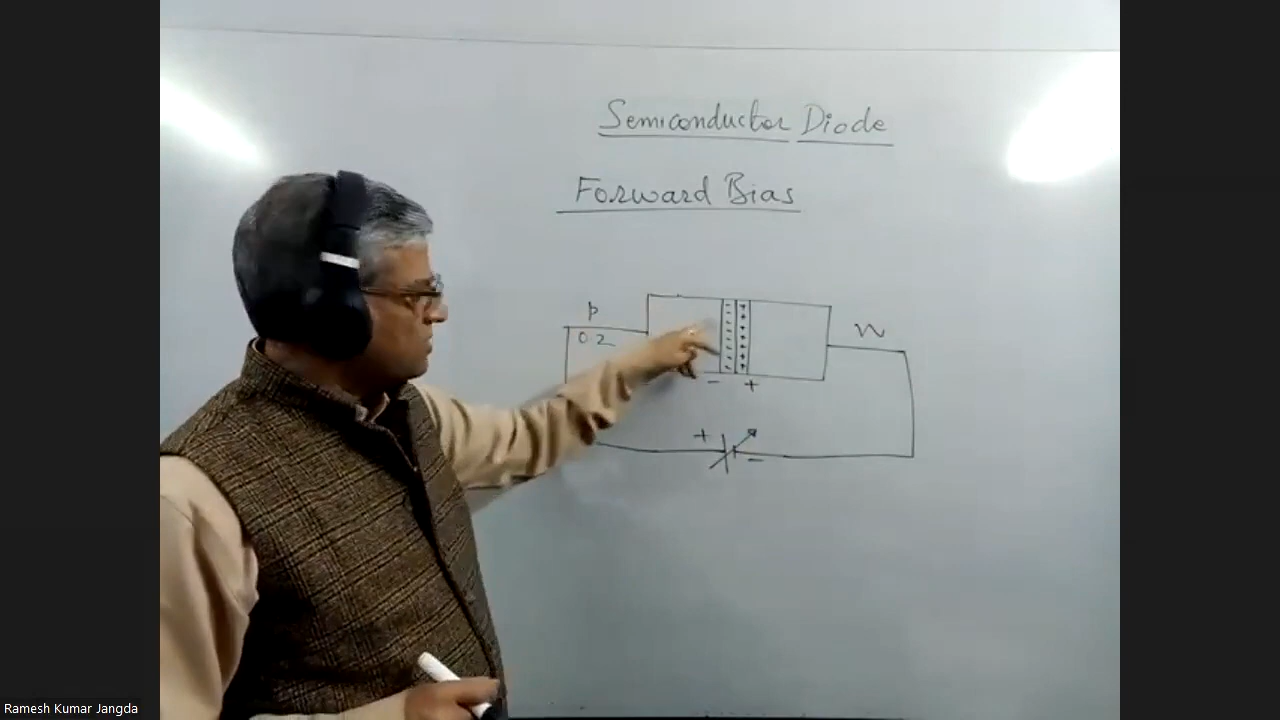 Semiconductor Diode
Forward Bias
p
N
0.2
- +
+
-
Ramesh Kumar Jangda